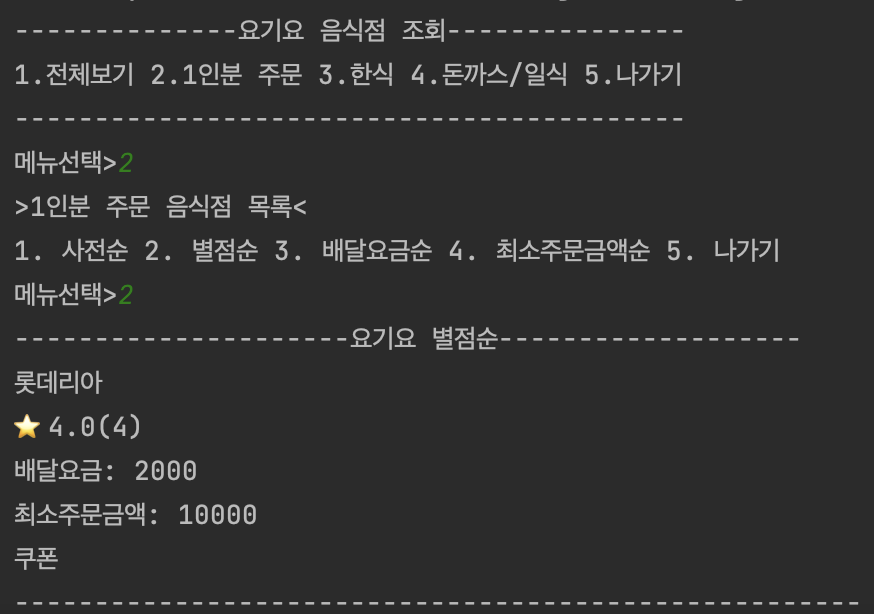 --------------요기요 음식점 조회---------------
1.전체보기 2.1인분 주문 3.한식 4.돈까스/일식 5.나가기
------------------------------------------
메뉴선택>2
>1인분 주문 음식점 목록<
1. 사전순 2. 별점순 3. 배달요금순 4. 최소주문금액순 5. 나가기
메뉴선택>2
---------------------요기요 별점순-------------------
롯데리아
⭐ 4.0(4)
배달요금: 2000
최소주문금액: 10000
쿠폰
-----------------------------------------------------